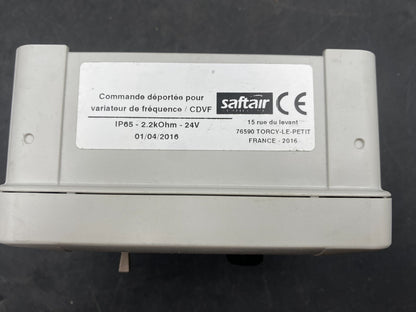 Commande déportée pour
variateur de fréquence / CDVF
IP65 - 2.2kOhm - 24V
01/04/2016
saftair
CE
15 rue du levant
76590 TORCY-LE-PETIT
FRANCE - 2016